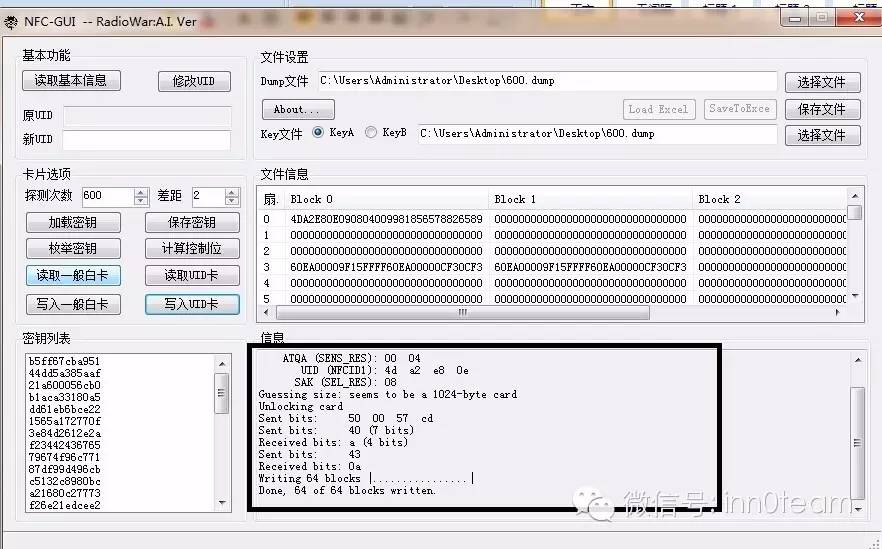 NFC-GUI -- RadioWar:A.I. Ver
基本功能
读取基本信息 修改UID
原UID
新UID
文件设置
Dump文件 C:\Users\Administrator\Desktop\600.dump 选择文件
About... Load Excel SaveToExce 保存文件
Key文件 KeyA KeyB C:\Users\Administrator\Desktop\600.dump 选择文件
卡片选项
探测次数 600 差距 2
加载密钥 保存密钥
枚举密钥 计算控制位
读取一般白卡 读取UID卡
写入一般白卡 写入UID卡
文件信息
扇. Block 0 Block 1 Block 2
0 4DA2E80E090804009981856578826589 00000000000000000000000000000000 0000000000000000000000000
1 00000000000000000000000000000000 00000000000000000000000000000000 0000000000000000000000000
2 00000000000000000000000000000000 00000000000000000000000000000000 0000000000000000000000000
3 60EA00009F15FFFF60EA00000CF30CF3 60EA00009F15FFFF60EA00000CF30CF3 0000000000000000000000000
4 00000000000000000000000000000000 00000000000000000000000000000000 0000000000000000000000000
5 00000000000000000000000000000000 00000000000000000000000000000000 0000000000000000000000000
密钥列表
b5ff67cba951
44dd5a385aaf
21a600056cb0
b1aca33180a5
dd61eb6bce22
1565a172770f
3e84d2612e2a
f23442436765
79674f96c771
87df99d496cb
c5132c8980bc
a21680c27773
f26e21edcee2
信息
ATQA (SENS_RES): 00 04
UID (NFCID1): 4d a2 e8 0e
SAK (SEL_RES): 08
Guessing size: seems to be a 1024-byte card
Unlocking card
Sent bits: 50 00 57 cd
Sent bits: 40 (7 bits)
Received bits: a (4 bits)
Sent bits: 43
Received bits: 0a
Writing 64 blocks |................|
Done, 64 of 64 blocks written.
微信号: inn0team